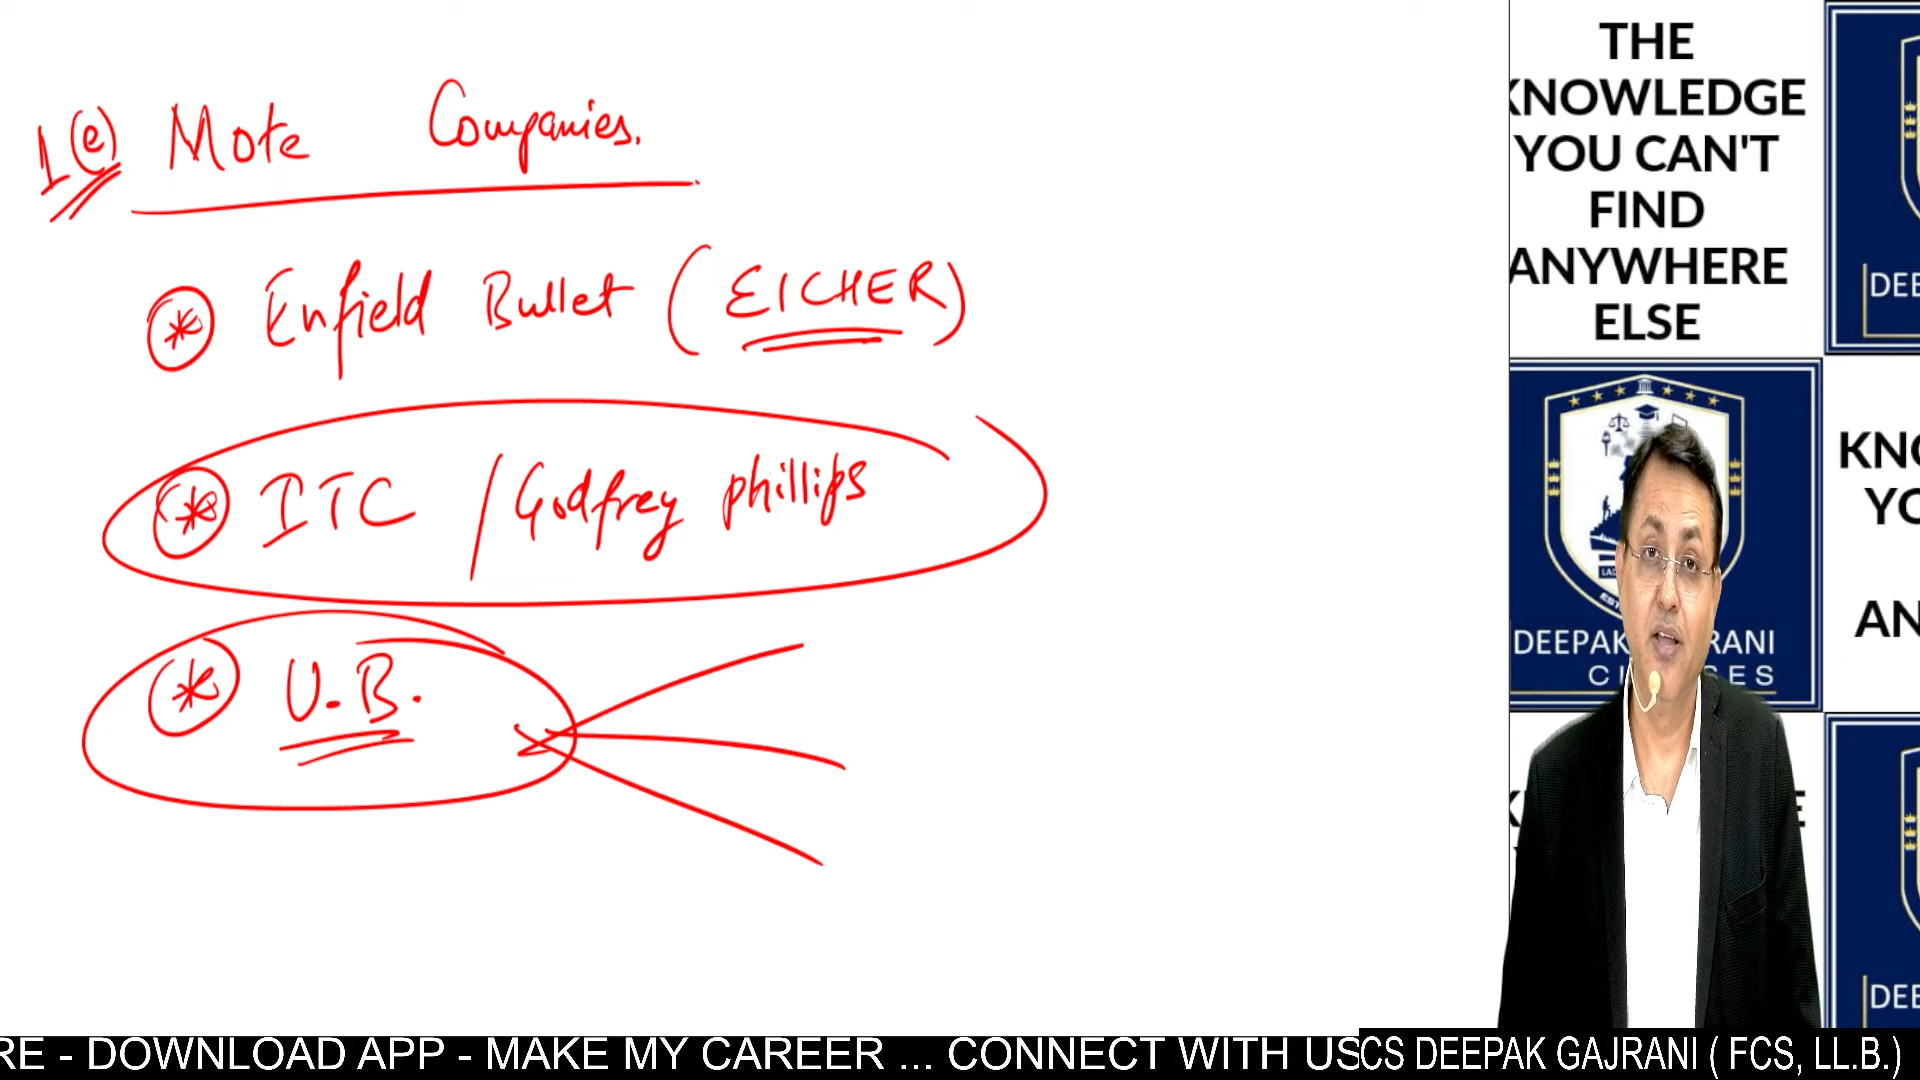 1(e) Mote Companies.
* Enfield Bullet (EICHER)
* ITC / Godfrey phillips
* U.B.
THE
KNOWLEDGE
YOU CAN'T
FIND
ANYWHERE
ELSE
DEEPAK
RANI
DEE
RE - DOWNLOAD APP - MAKE MY CAREER ... CONNECT WITH US
CS DEEPAK GAJRANI ( FCS, LL.B.)